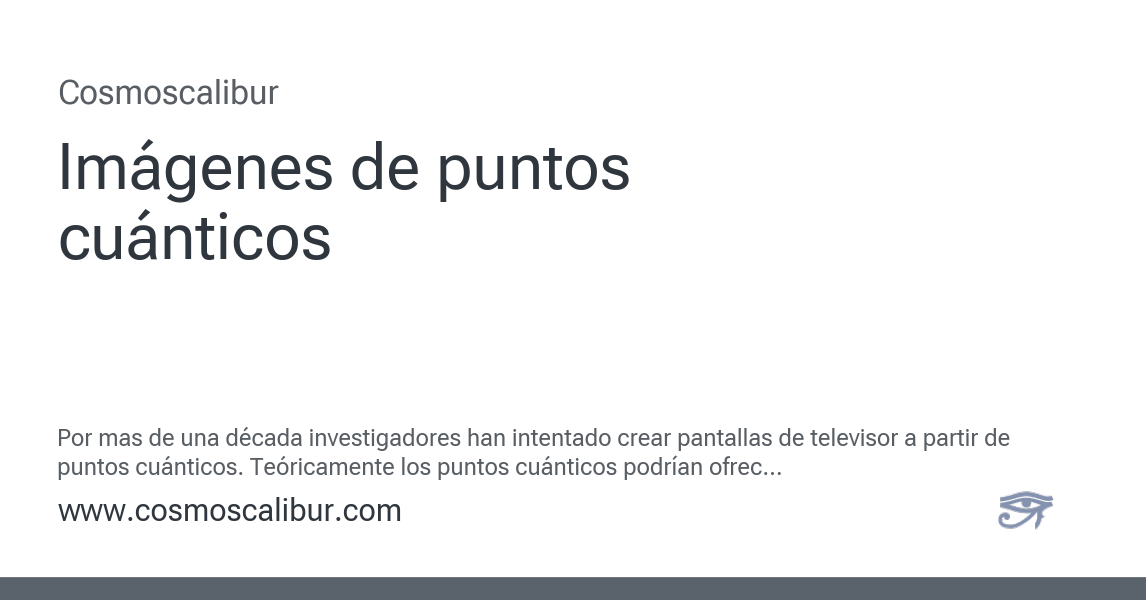 Cosmoscalibur
Imágenes de puntos
cuánticos
Por mas de una década investigadores han intentado crear pantallas de televisor a partir de
puntos cuánticos. Teóricamente los puntos cuánticos podrían ofrec...
www.cosmoscalibur.com